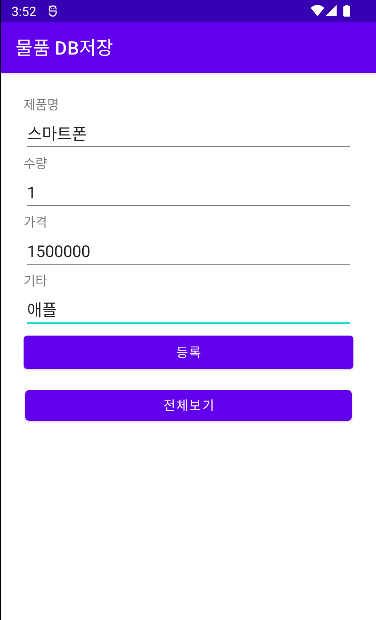 3:52
물품 DB저장
제품명
스마트폰
수량
1
가격
1500000
기타
애플
등록
전체보기